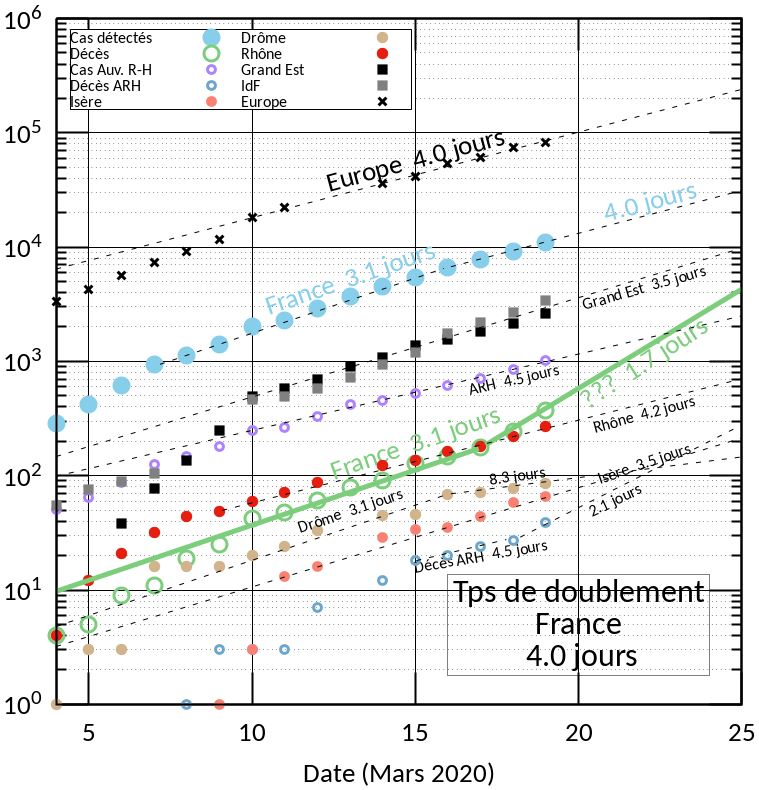 10^6
Cas détectés Drôme
Décès Rhône
Cas Auv. R-H Grand Est
Décès ARH IdF
Isère Europe
10^5
Europe 4.0 jours
4.0 jours
10^4
France 3.1 jours
Grand Est 3.5 jours
10^3
??? 1.7 jours
ARH 4.5 jours
France 3.1 jours
Rhône 4.2 jours
10^2
8.3 jours
Isère 3.5 jours
Drôme 3.1 jours
2.1 jours
Décès ARH 4.5 jours
10^1
Tps de doublement
France
4.0 jours
10^0
5 10 15 20 25
Date (Mars 2020)